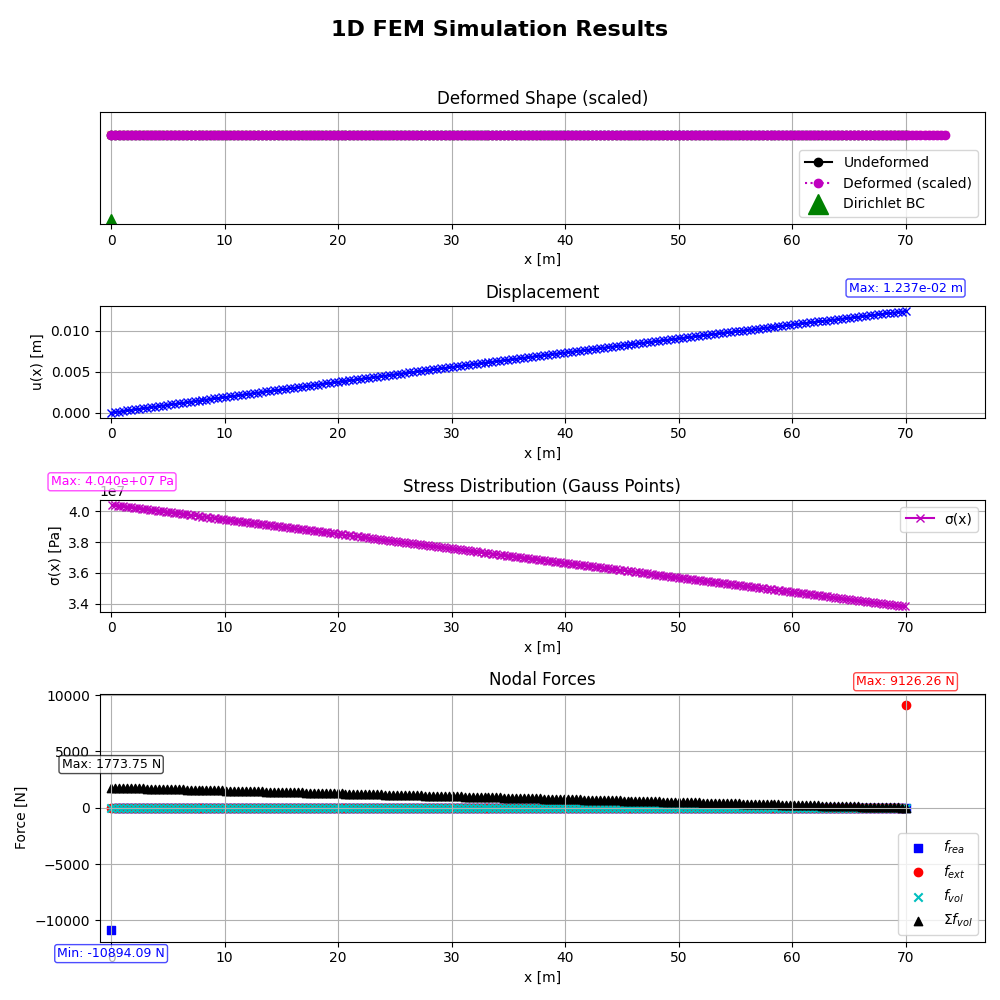 1D FEM Simulation Results
Deformed Shape (scaled)
Undeformed
Deformed (scaled)
Dirichlet BC
0 10 20 30 40 50 60 70
x [m]
Displacement
Max: 1.237e-02 m
u(x) [m]
0.010
0.005
0.000
0 10 20 30 40 50 60 70
x [m]
Stress Distribution (Gauss Points)
Max: 4.040e+07 Pa
1e7
σ(x) [Pa]
4.0
3.8
3.6
3.4
σ(x)
0 10 20 30 40 50 60 70
x [m]
Nodal Forces
Max: 9126.26 N
Max: 1773.75 N
Force [N]
10000
5000
0
−5000
−10000
f_rea
f_ext
f_vol
Σf_vol
Min: -10894.09 N
0 10 20 30 40 50 60 70
x [m]